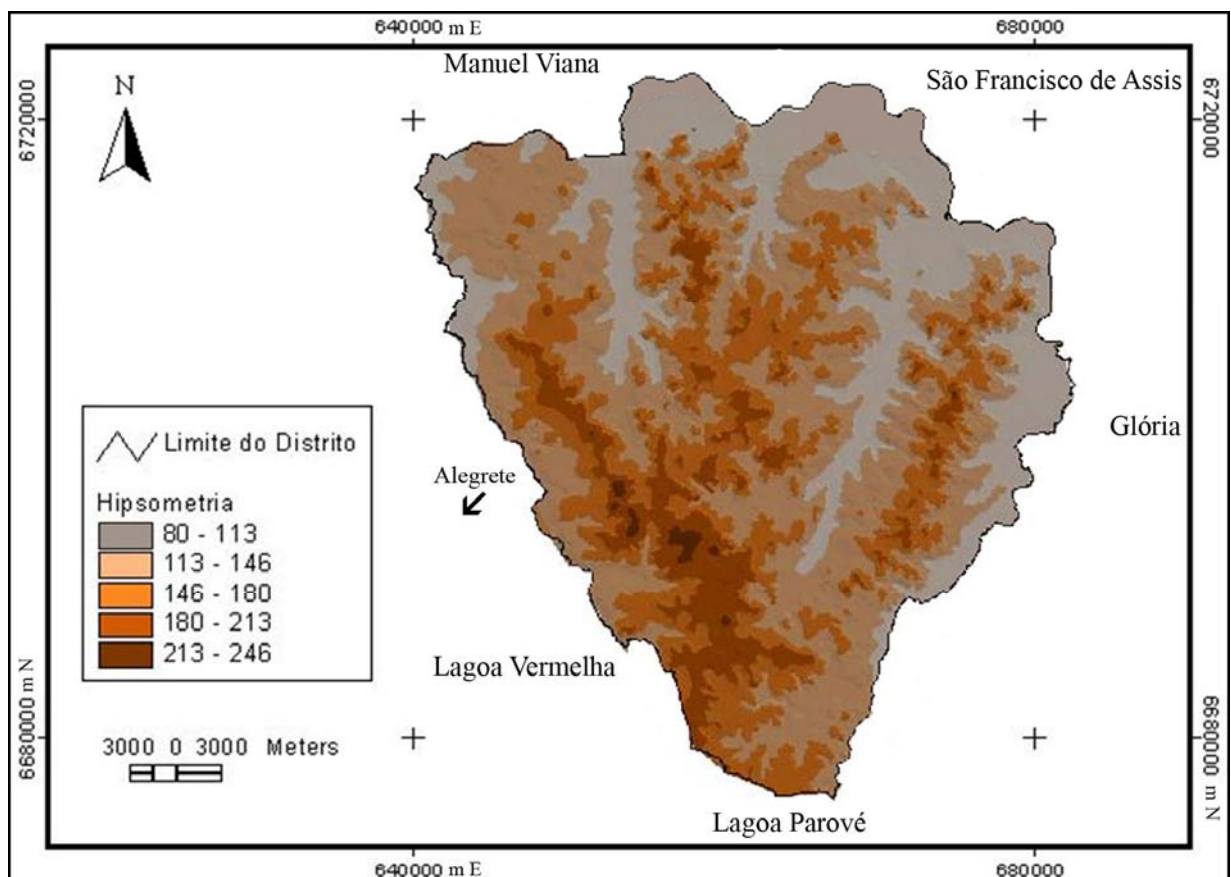 640000 m E
680000
Manuel Viana
São Francisco de Assis
N
6720000
6720000
Limite do Distrito
Alegrete
Glória
Hipsometria
80 - 113
113 - 146
146 - 180
180 - 213
213 - 246
Lagoa Vermelha
3000 0 3000 Meters
6680000 m N
6680000 m N
Lagoa Parové
640000 m E
680000